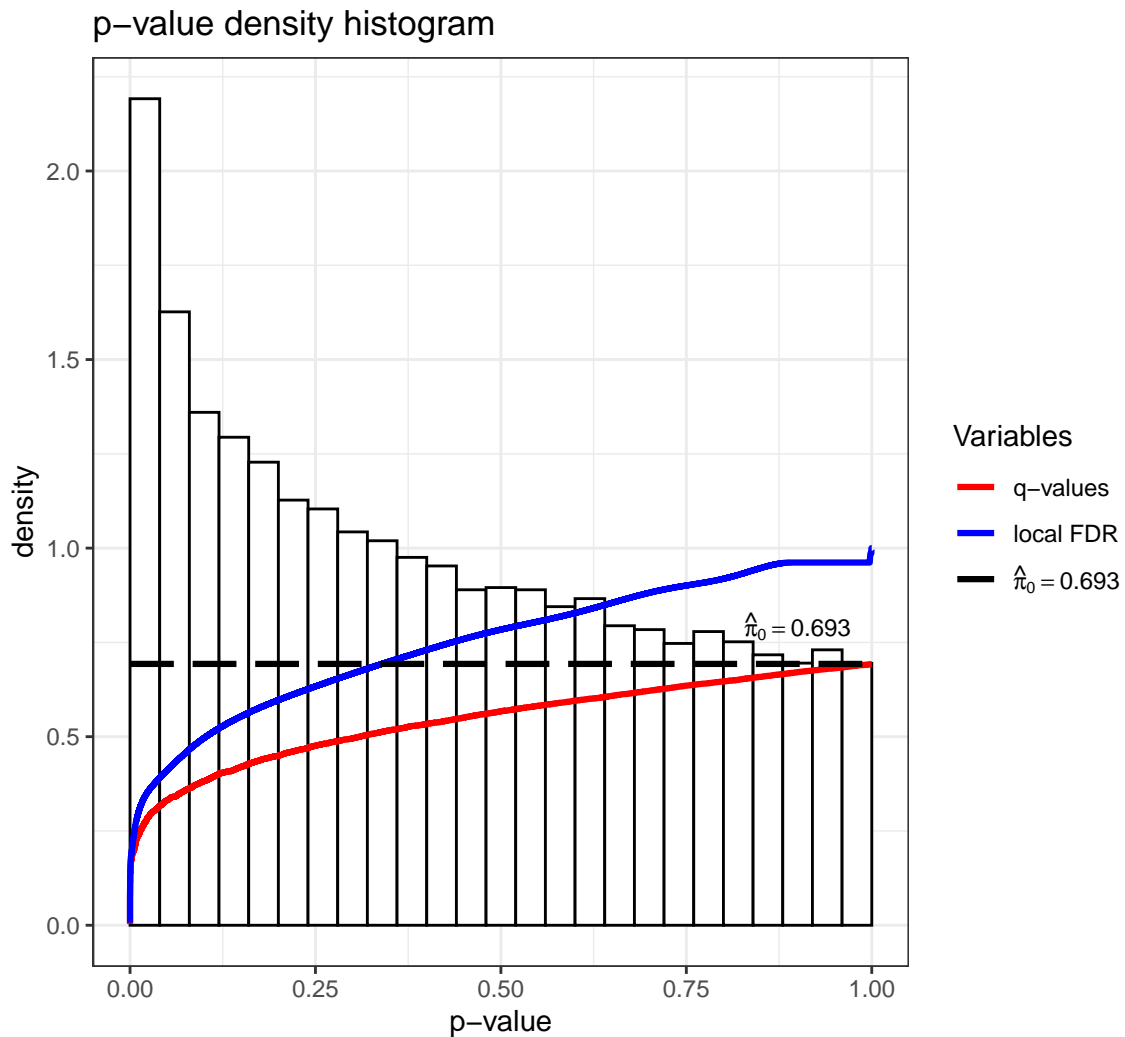 p−value density histogram
2.0
1.5
1.0
0.5
0.0
density
π̂₀ = 0.693
0.00
0.25
0.50
0.75
1.00
p−value
Variables
q−values
local FDR
π̂₀ = 0.693